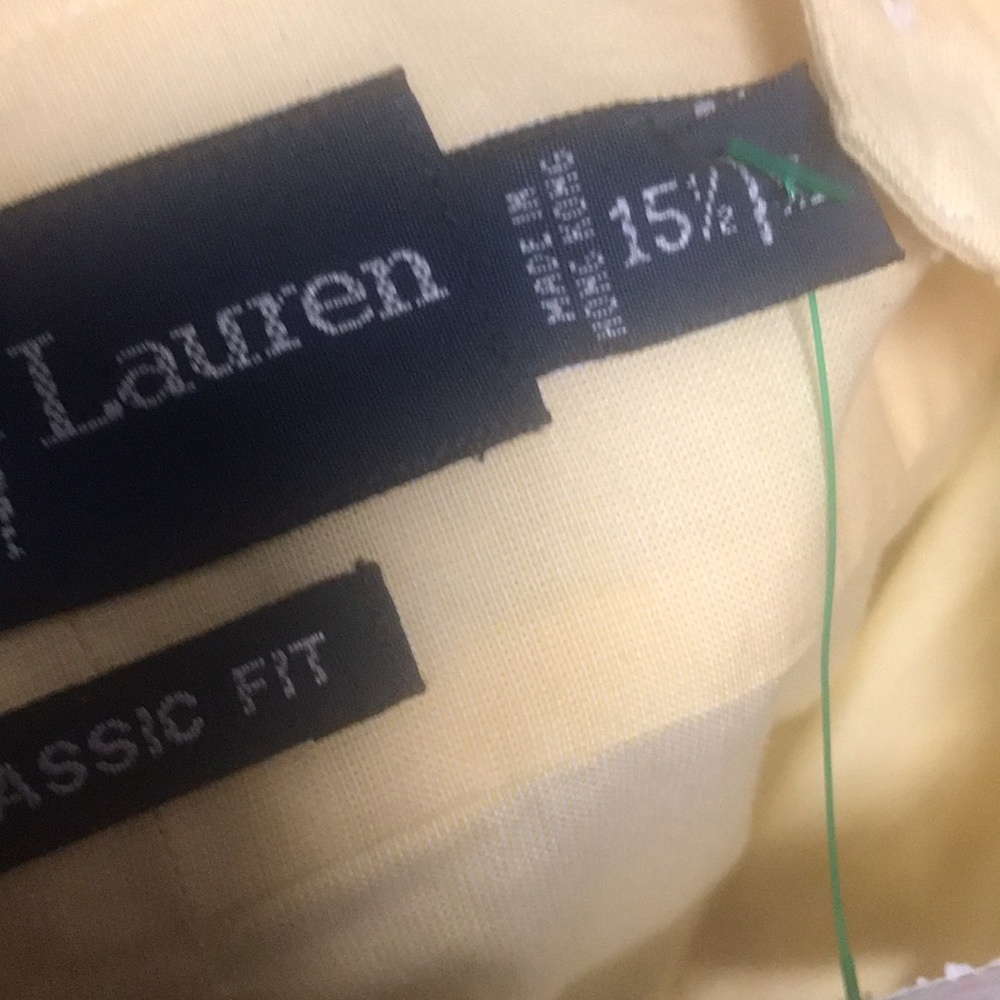 Lauren
MADE IN
HONG KONG
15½
ASSIC FIT